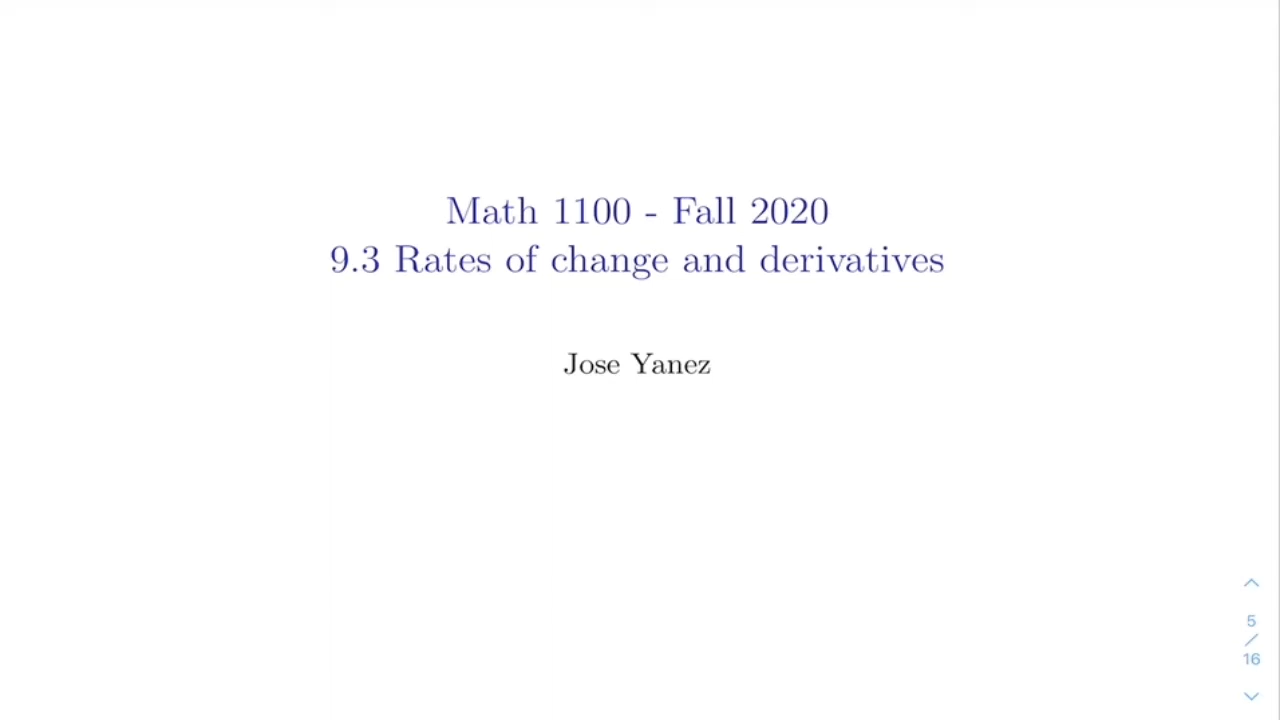 Math 1100 - Fall 2020
9.3 Rates of change and derivatives
Jose Yanez
5
/
16